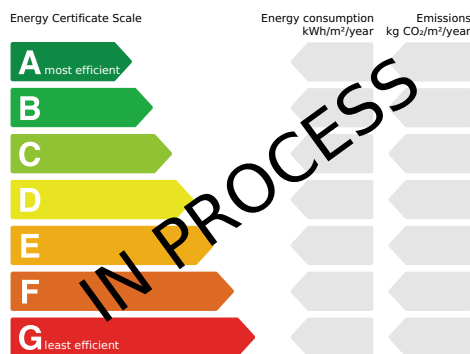 Energy Certificate Scale
Energy consumption
kWh/m²/year
Emissions
kg CO₂/m²/year
A most efficient
B
C
D
E
F
G least efficient
IN PROCESS